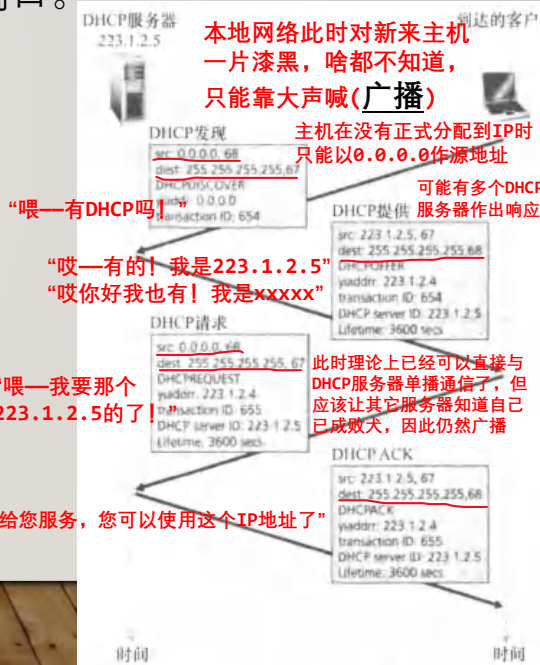 口。
DHCP服务器
223.1.2.5
到达的客户
本地网络此时对新来主机
一片漆黑，啥都不知道，
只能靠大声喊(广播)
DHCP发现
src: 0.0.0.0, 68
dest: 255.255.255.255,67
DHCPDISCOVER
yiaddr: 0.0.0.0
transaction ID: 654
主机在没有正式分配到IP时
只能以0.0.0.0作源地址
“喂——有DHCP吗！”
可能有多个DHCP
服务器作出响应
DHCP提供
src: 223.1.2.5, 67
dest: 255.255.255.255,68
DHCPOFFER
yiaddrr: 223.1.2.4
transaction ID: 654
DHCP server ID: 223.1.2.5
Lifetime: 3600 secs
“哎——有的！我是223.1.2.5”
“哎你好我也有！我是xxxxx”
DHCP请求
src: 0.0.0.0, 68
dest: 255.255.255.255, 67
DHCPREQUEST
yiaddrr: 223.1.2.4
transaction ID: 655
DHCP server ID: 223.1.2.5
Lifetime: 3600 secs
“喂——我要那个
223.1.2.5的了！”
此时理论上已经可以直接与
DHCP服务器单播通信了，但
应该让其它服务器知道自己
已成败犬，因此仍然广播
DHCP ACK
src: 223.1.2.5, 67
dest: 255.255.255.255,68
DHCPACK
yiaddrr: 223.1.2.4
transaction ID: 655
DHCP server ID: 223.1.2.5
Lifetime: 3600 secs
给您服务，您可以使用这个IP地址了”
时间
时间